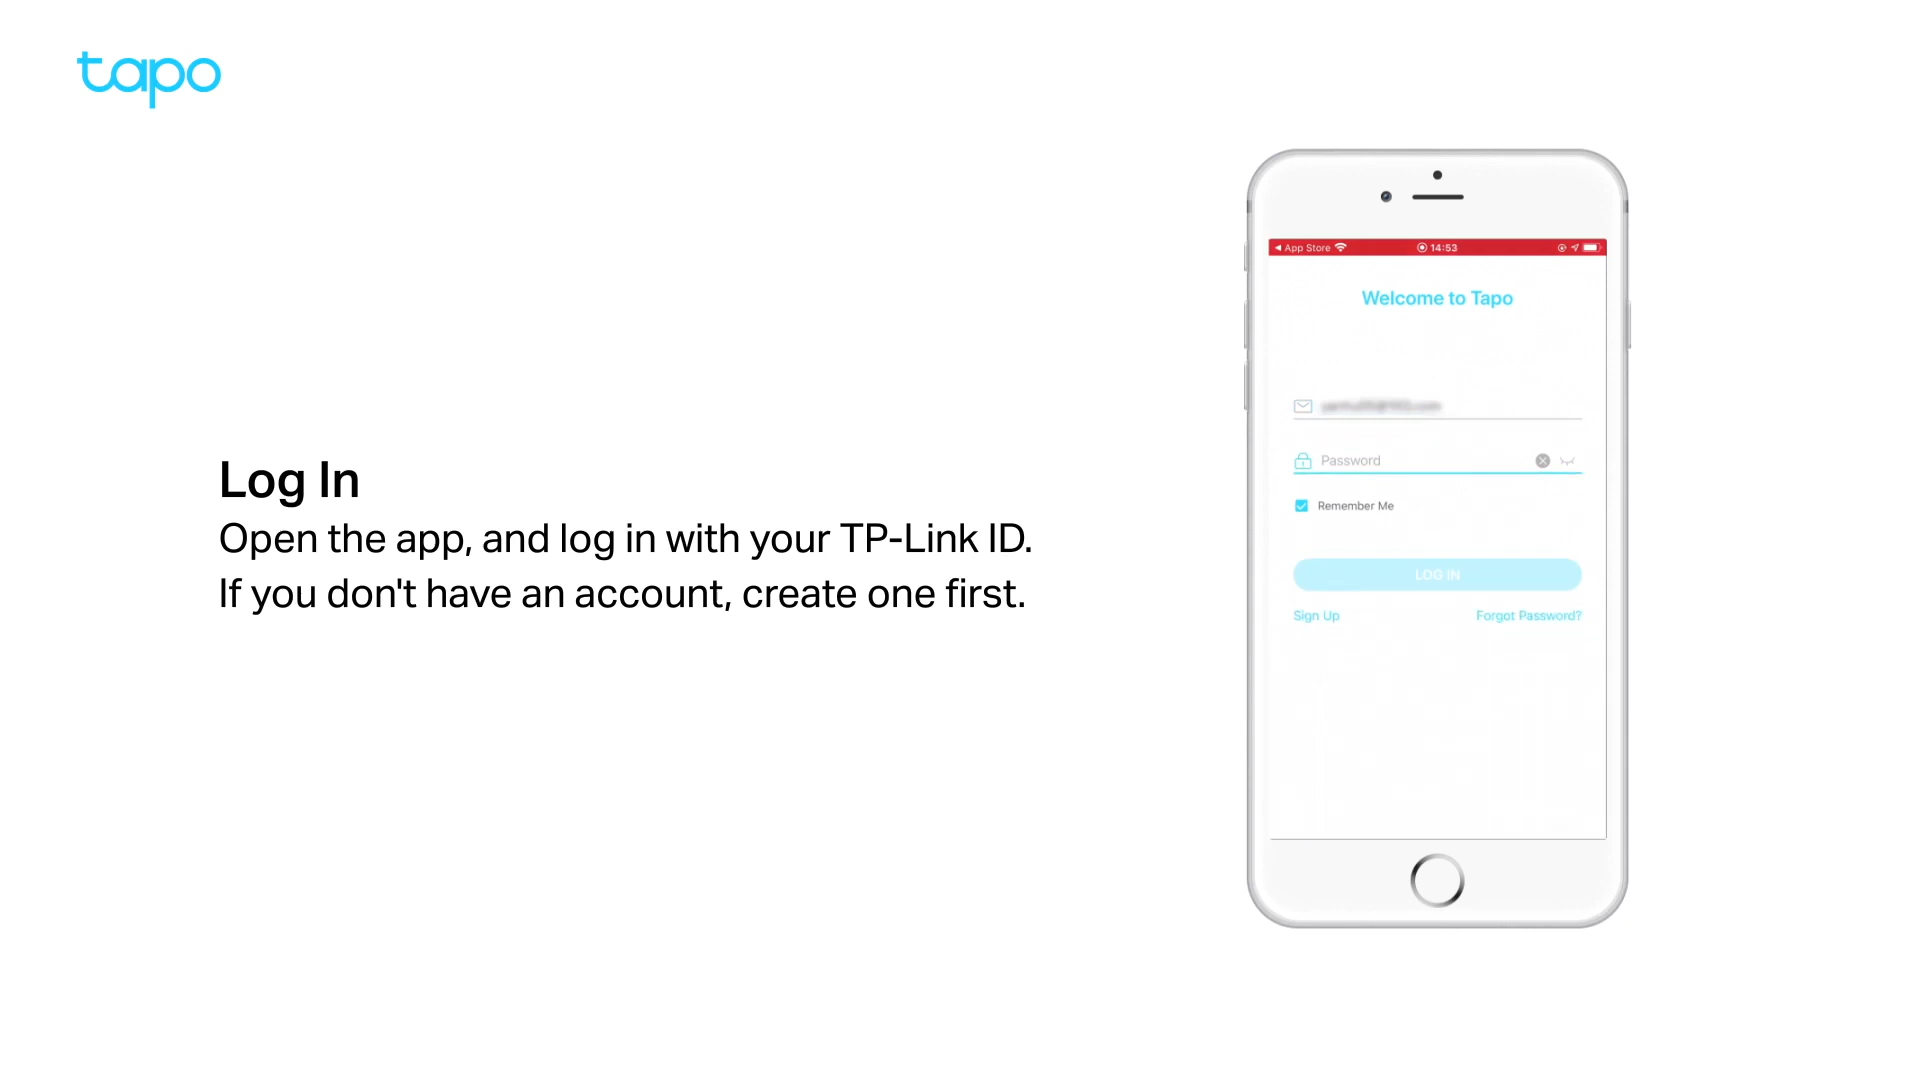 tapo
Log In
Open the app, and log in with your TP-Link ID.
If you don't have an account, create one first.
App Store
14:53
Welcome to Tapo
Password
Remember Me
LOG IN
Sign Up
Forgot Password?